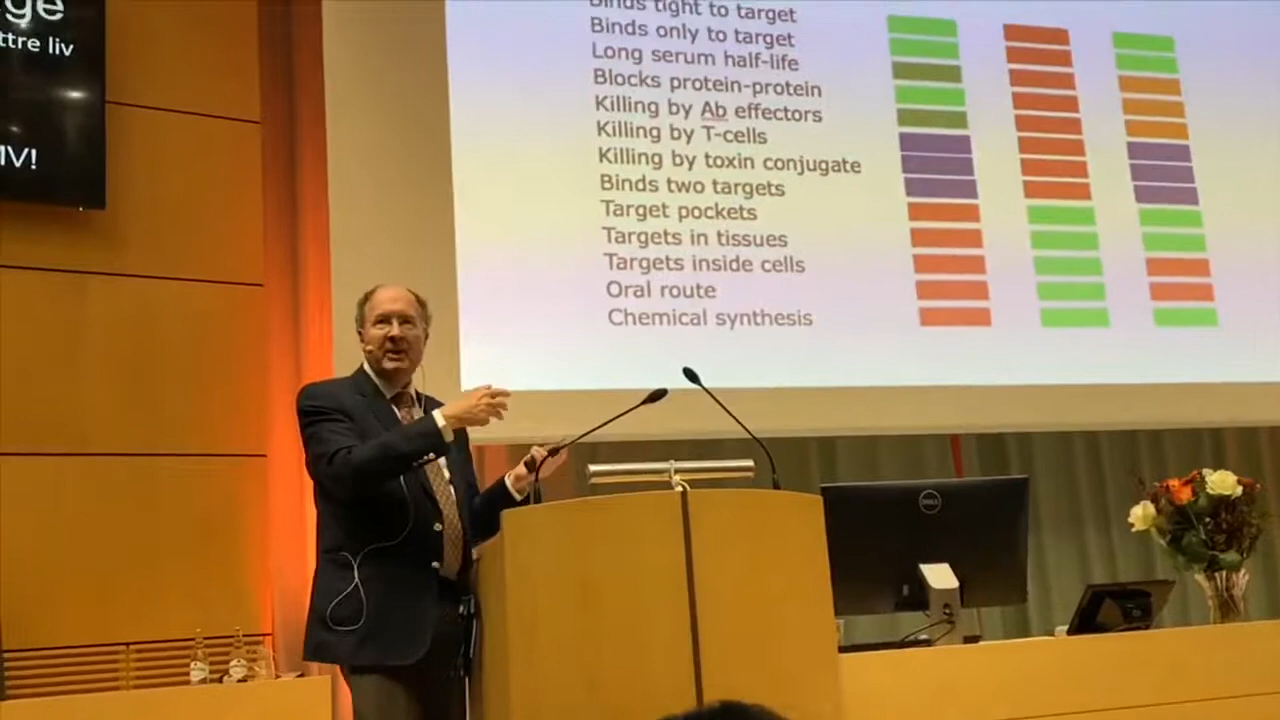 ge
ttre liv
MV!
Binds tight to target
Binds only to target
Long serum half-life
Blocks protein-protein
Killing by Ab effectors
Killing by T-cells
Killing by toxin conjugate
Binds two targets
Target pockets
Targets in tissues
Targets inside cells
Oral route
Chemical synthesis
DELL